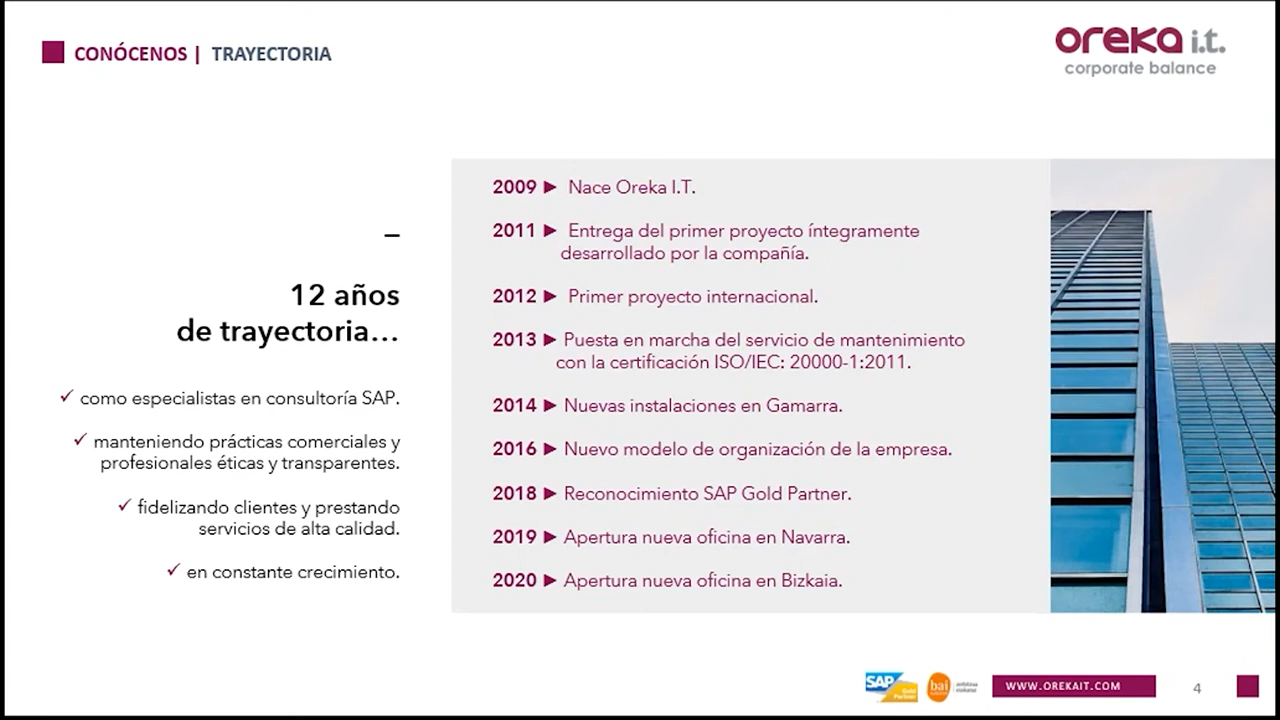 CONÓCENOS | TRAYECTORIA
oreka i.t.
corporate balance
12 años
de trayectoria...
✓ como especialistas en consultoría SAP.
✓ manteniendo prácticas comerciales y
profesionales éticas y transparentes.
✓ fidelizando clientes y prestando
servicios de alta calidad.
✓ en constante crecimiento.
2009 ► Nace Oreka I.T.
2011 ► Entrega del primer proyecto íntegramente
desarrollado por la compañía.
2012 ► Primer proyecto internacional.
2013 ► Puesta en marcha del servicio de mantenimiento
con la certificación ISO/IEC: 20000-1:2011.
2014 ► Nuevas instalaciones en Gamarra.
2016 ► Nuevo modelo de organización de la empresa.
2018 ► Reconocimiento SAP Gold Partner.
2019 ► Apertura nueva oficina en Navarra.
2020 ► Apertura nueva oficina en Bizkaia.
SAP
Gold
Partner
bai
WWW.OREKAIT.COM
4